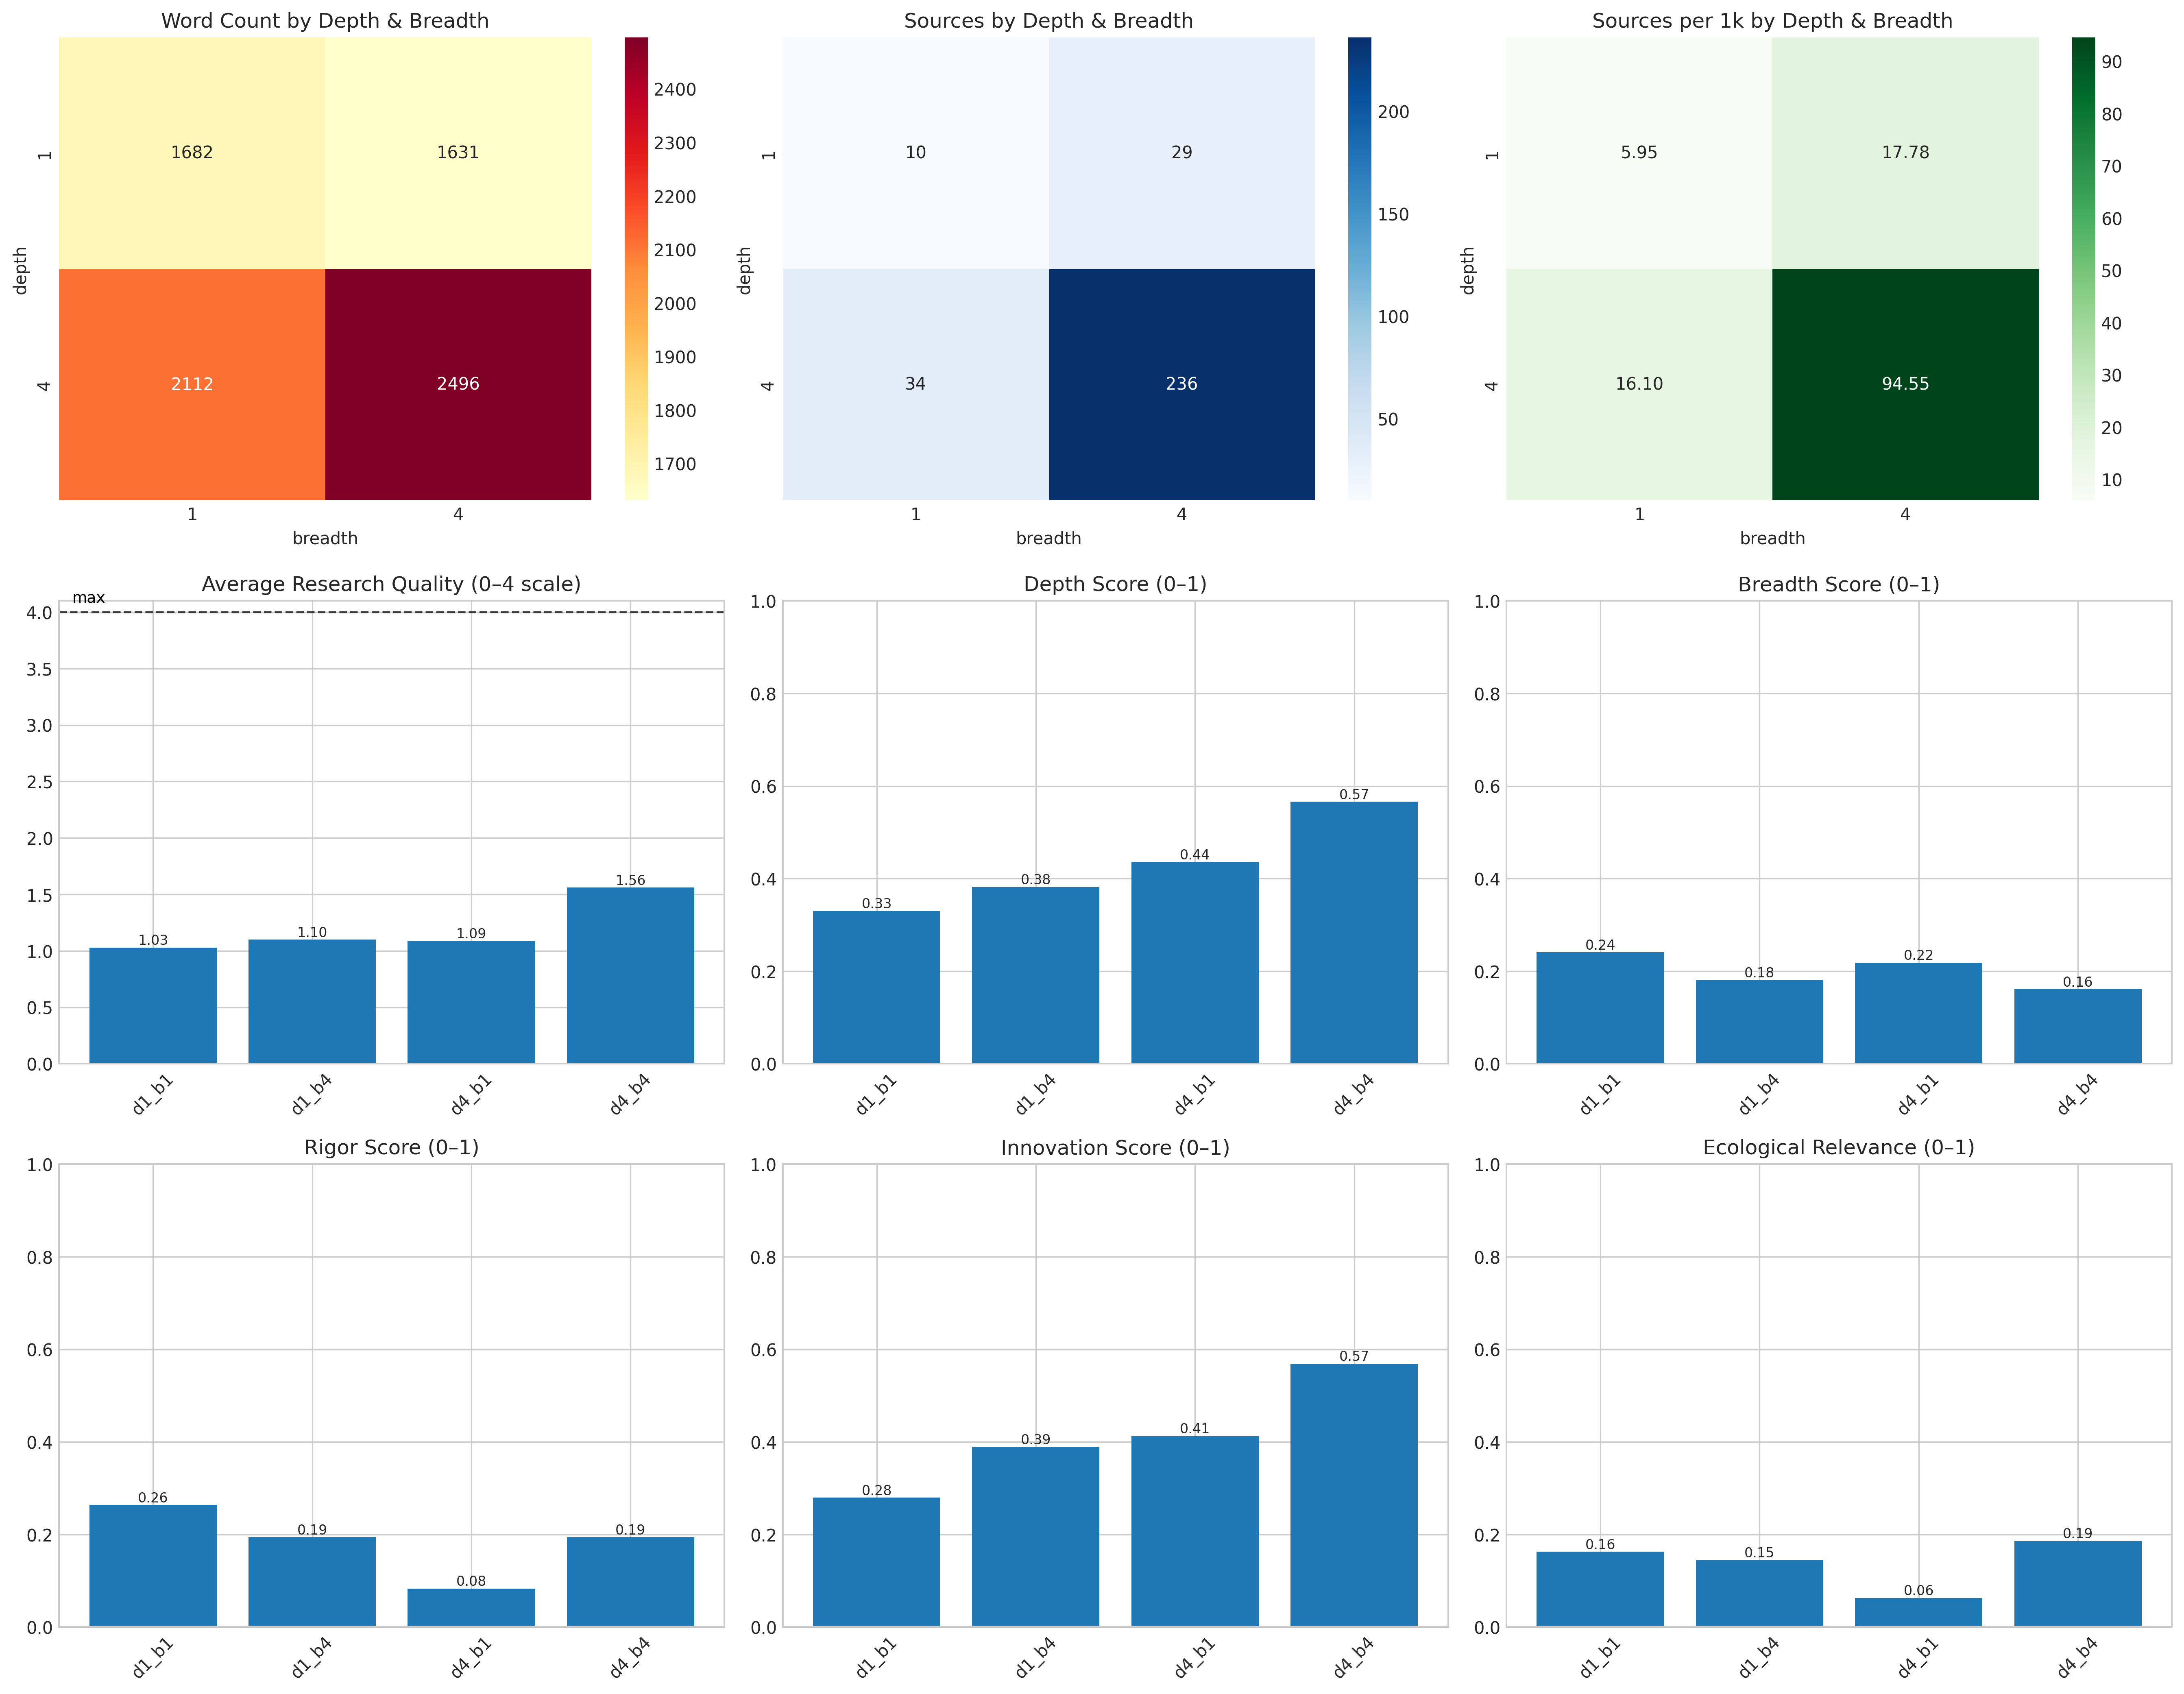 Word Count by Depth & Breadth
1682 1631
2112 2496
1
4
depth
1 4
breadth
2400
2300
2200
2100
2000
1900
1800
1700
Sources by Depth & Breadth
10 29
34 236
1
4
depth
1 4
breadth
200
150
100
50
Sources per 1k by Depth & Breadth
5.95 17.78
16.10 94.55
1
4
depth
1 4
breadth
90
80
70
60
50
40
30
20
10
Average Research Quality (0–4 scale)
max
4.0
3.5
3.0
2.5
2.0
1.5
1.0
0.5
0.0
1.03 1.10 1.09 1.56
d1_b1 d1_b4 d4_b1 d4_b4
Depth Score (0–1)
1.0
0.8
0.6
0.4
0.2
0.0
0.33 0.38 0.44 0.57
d1_b1 d1_b4 d4_b1 d4_b4
Breadth Score (0–1)
1.0
0.8
0.6
0.4
0.2
0.0
0.24 0.18 0.22 0.16
d1_b1 d1_b4 d4_b1 d4_b4
Rigor Score (0–1)
1.0
0.8
0.6
0.4
0.2
0.0
0.26 0.19 0.08 0.19
d1_b1 d1_b4 d4_b1 d4_b4
Innovation Score (0–1)
1.0
0.8
0.6
0.4
0.2
0.0
0.28 0.39 0.41 0.57
d1_b1 d1_b4 d4_b1 d4_b4
Ecological Relevance (0–1)
1.0
0.8
0.6
0.4
0.2
0.0
0.16 0.15 0.06 0.19
d1_b1 d1_b4 d4_b1 d4_b4